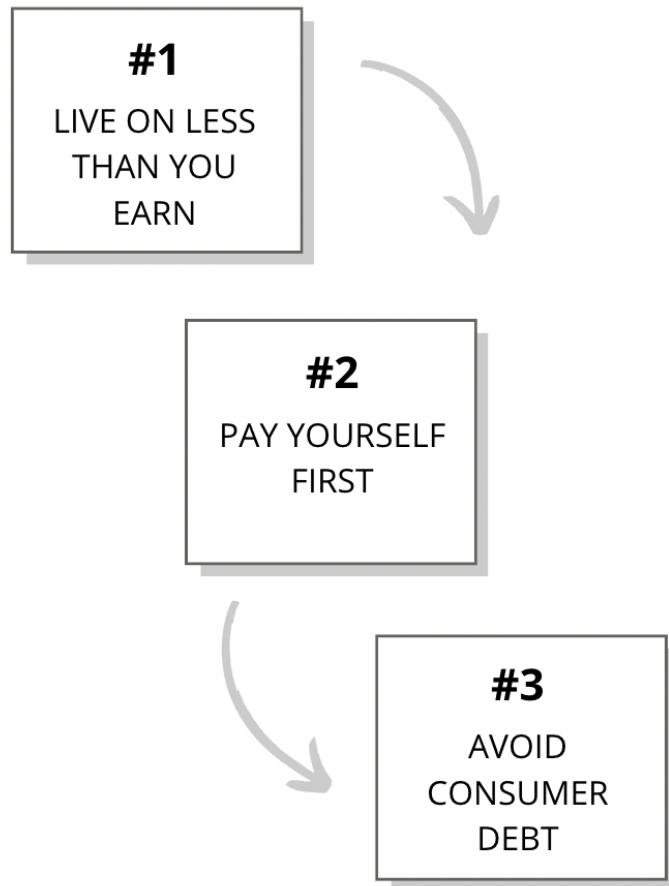 #1
LIVE ON LESS
THAN YOU
EARN
#2
PAY YOURSELF
FIRST
#3
AVOID
CONSUMER
DEBT